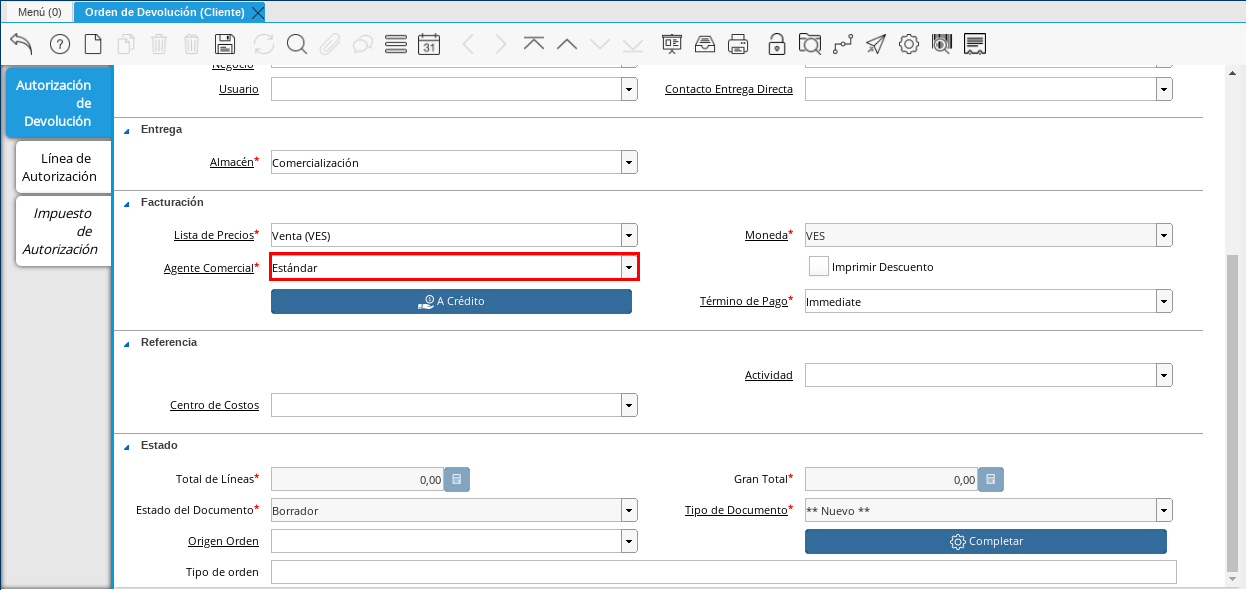 Menú (0)
Orden de Devolución (Cliente)
31
Autorización
de
Devolución
Línea de
Autorización
Impuesto
de
Autorización
Negocio
Usuario
Contacto Entrega Directa
Entrega
Almacén* Comercialización
Facturación
Lista de Precios* Venta (VES)
Moneda* VES
Agente Comercial* Estándar
Imprimir Descuento
A Crédito
Término de Pago* Immediate
Referencia
Actividad
Centro de Costos
Estado
Total de Líneas* 0,00
Gran Total* 0,00
Estado del Documento* Borrador
Tipo de Documento* ** Nuevo **
Origen Orden
Completar
Tipo de orden